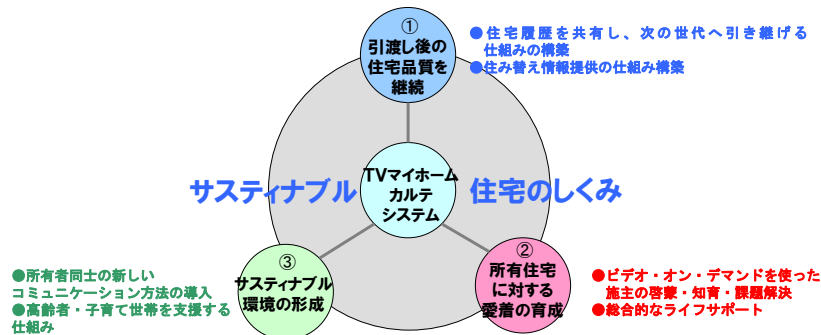 ①
引渡し後の
住宅品質を
継続
●住宅履歴を共有し、次の世代へ引き継げる
仕組みの構築
●住み替え情報提供の仕組み構築
TVマイホーム
カルテ
システム
サスティナブル 住宅のしくみ
②
所有住宅
に対する
愛着の育成
●ビデオ・オン・デマンドを使った
施主の啓蒙・知育・課題解決
●総合的なライフサポート
③
サスティナブル
環境の形成
●所有者同士の新しい
コミュニケーション方法の導入
●高齢者・子育て世帯を支援する
仕組み